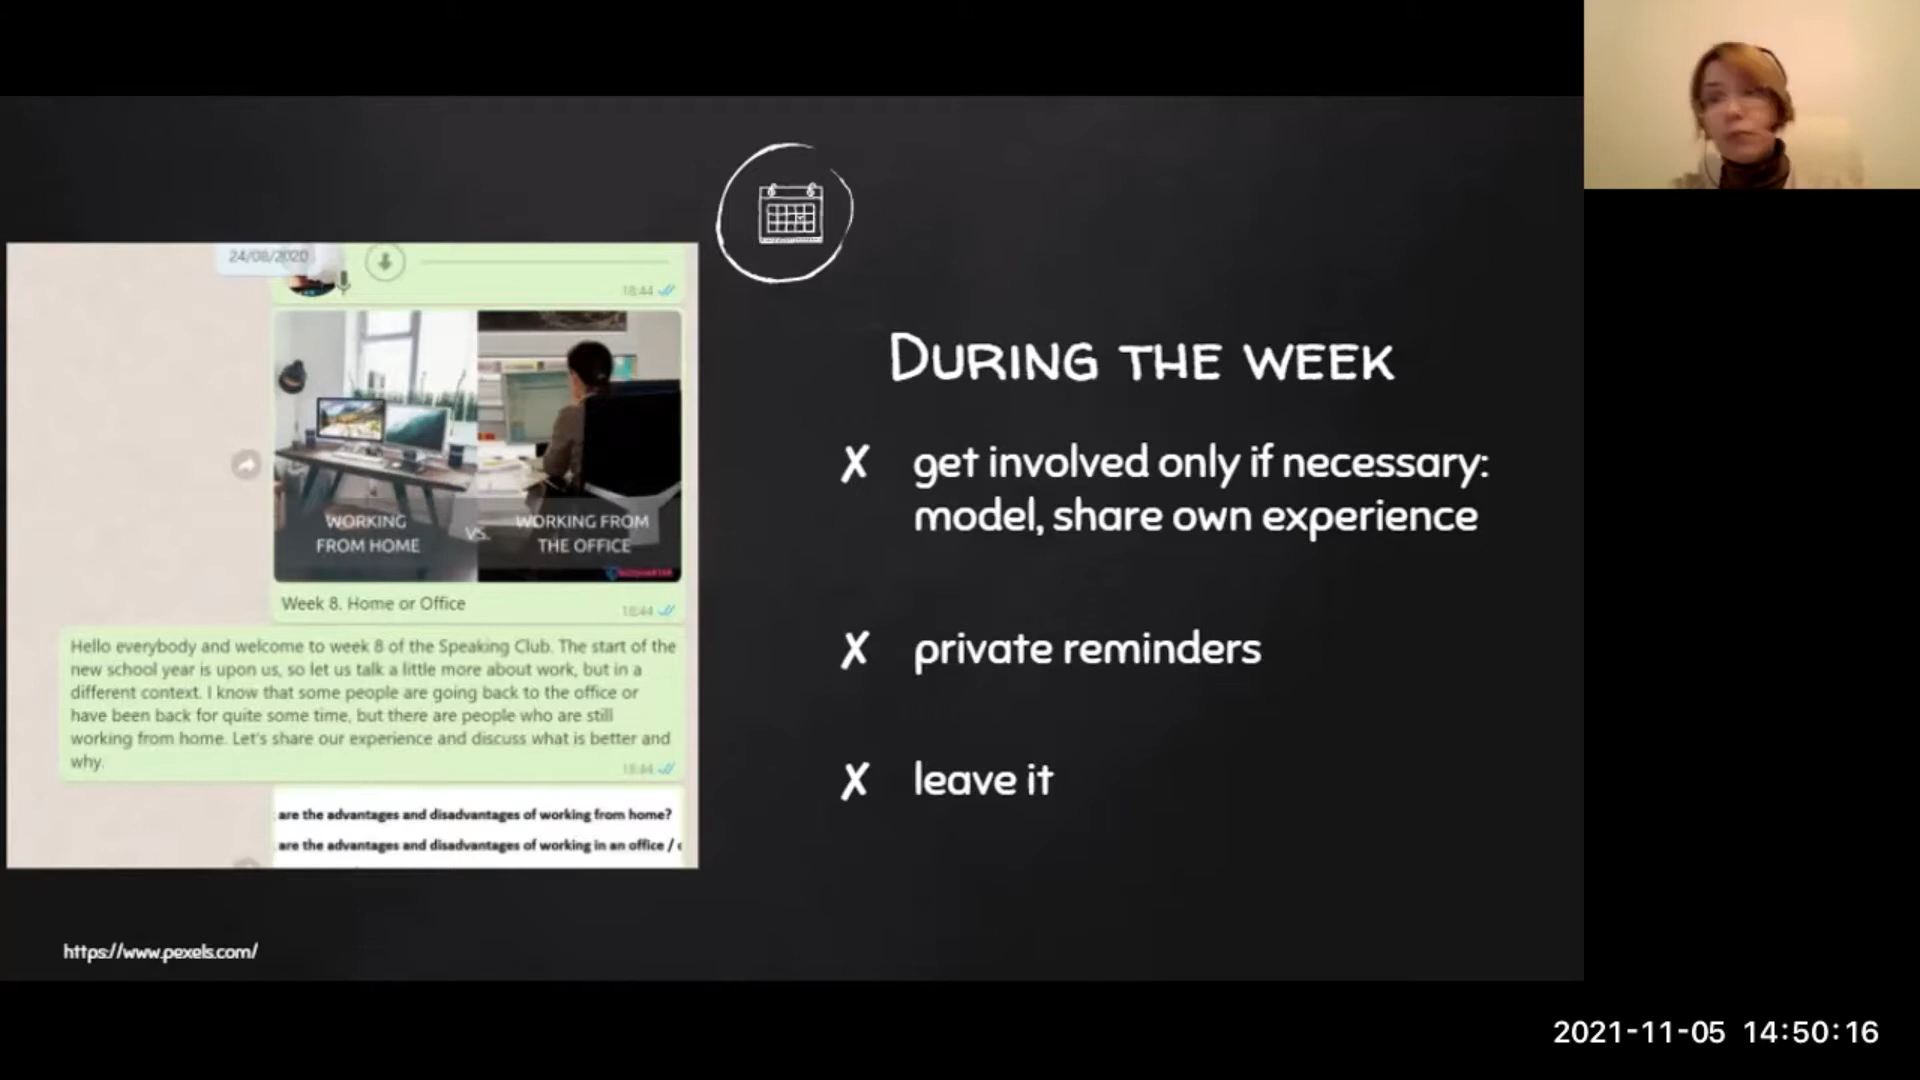 24/08/2020
18:44
WORKING FROM HOME
VS.
WORKING FROM THE OFFICE
Week 8. Home or Office
18:44
Hello everybody and welcome to week 8 of the Speaking Club. The start of the
new school year is upon us, so let us talk a little more about work, but in a
different context. I know that some people are going back to the office or
have been back for quite some time, but there are people who are still
working from home. Let's share our experience and discuss what is better and
why.
18:44
are the advantages and disadvantages of working from home?
are the advantages and disadvantages of working in an office /
https://www.pexels.com/
DURING THE WEEK
✗ get involved only if necessary:
model, share own experience
✗ private reminders
✗ leave it
2021-11-05 14:50:16